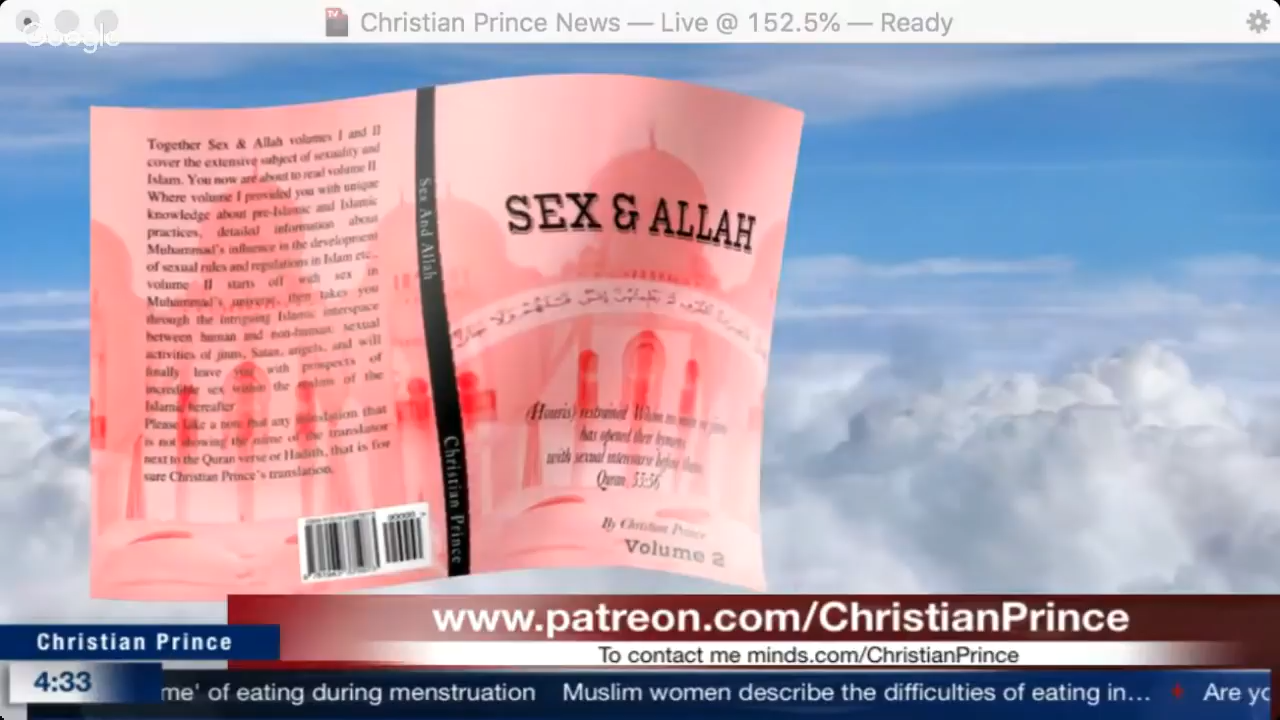 Google
Christian Prince News — Live @ 152.5% — Ready
Together Sex & Allah volumes I and II
cover the extensive subject of sexuality and
Islam. You now are about to read volume II.
Where volume I provided you with unique
knowledge about pre-Islamic and Islamic
practices, detailed information about
Muhammad's influence in the development
of sexual rules and regulations in Islam etc.,
volume II starts off with sex in
Muhammad's universe, then takes you
through the intriguing Islamic interspace
between human and non-human: sexual
activities of jinns, Satan, angels, and will
finally leave you with prospects of
incredible sex within the realms of the
Islamic hereafter
Please take a note that any translation that
is not showing the name of the translator
next to the Quran verse or Hadith, that is for
sure Christian Prince's translation.
Sex And Allah
Christian Prince
SEX & ALLAH
(Houris) restrained Whom no man or jinn
has opened their hymens
with sexual intercourse before them
Quran, 55:56
By Christian Prince
Volume 2
www.patreon.com/ChristianPrince
Christian Prince
To contact me minds.com/ChristianPrince
4:33
me' of eating during menstruation Muslim women describe the difficulties of eating in… Are yo